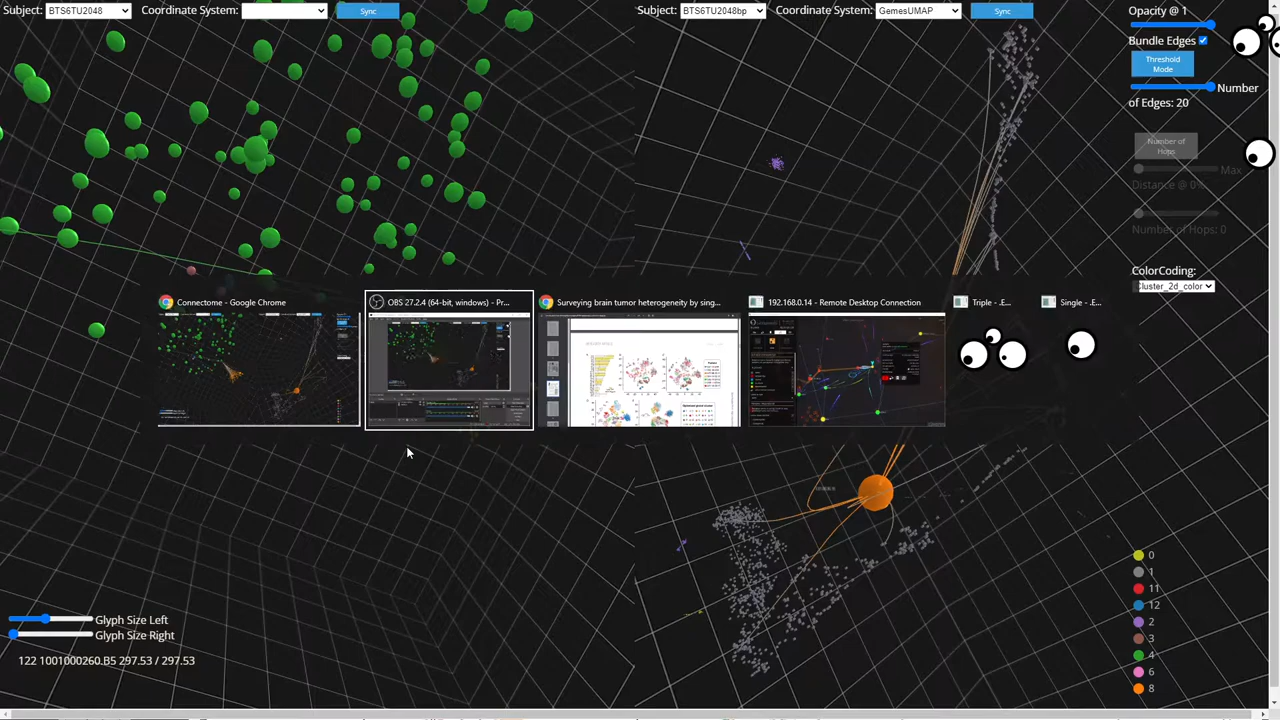 Subject: BTS6TU2048 Coordinate System: Sync
Subject: BTS6TU2048bp Coordinate System: GemesUMAP Sync
Opacity @ 1
Bundle Edges
Threshold
Mode
Number
of Edges: 20
Number of
Hops
Max
Distance @ 0%
Number of Hops: 0
ColorCoding:
Cluster_2d_color
Connectome - Google Chrome
OBS 27.2.4 (64-bit, windows) - Pr...
Surveying brain tumor heterogeneity by sing...
192.168.0.14 - Remote Desktop Connection
Triple - .E...
Single - .E...
0
1
11
12
2
3
4
6
8
Glyph Size Left
Glyph Size Right
122 1001000260.B5 297.53 / 297.53